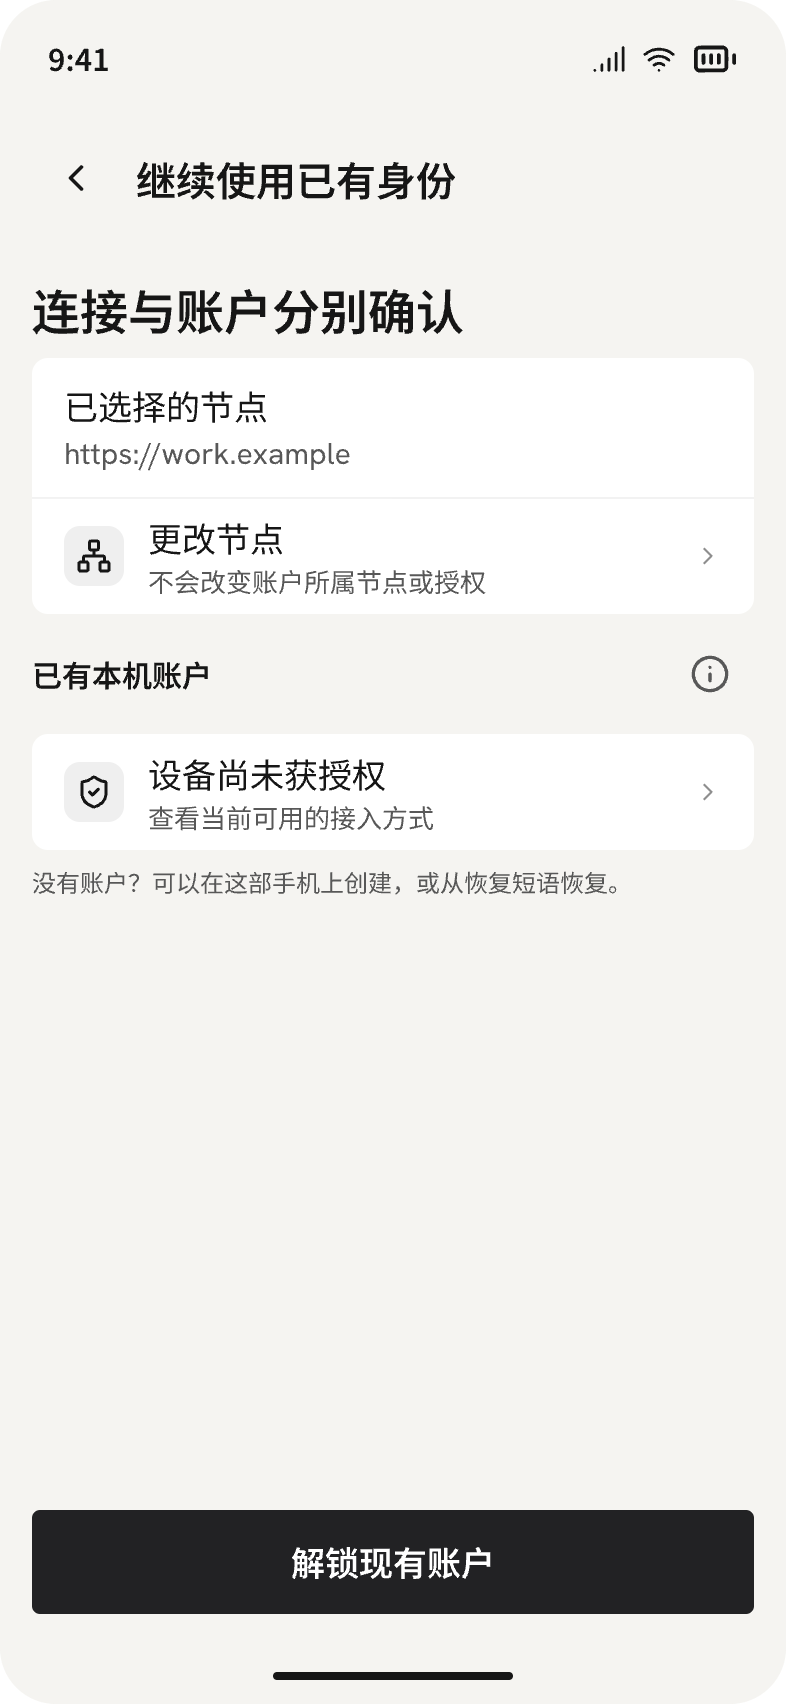 9:41
继续使用已有身份
连接与账户分别确认
已选择的节点
https://work.example
更改节点
不会改变账户所属节点或授权
已有本机账户
设备尚未获授权
查看当前可用的接入方式
没有账户？可以在这部手机上创建，或从恢复短语恢复。
解锁现有账户